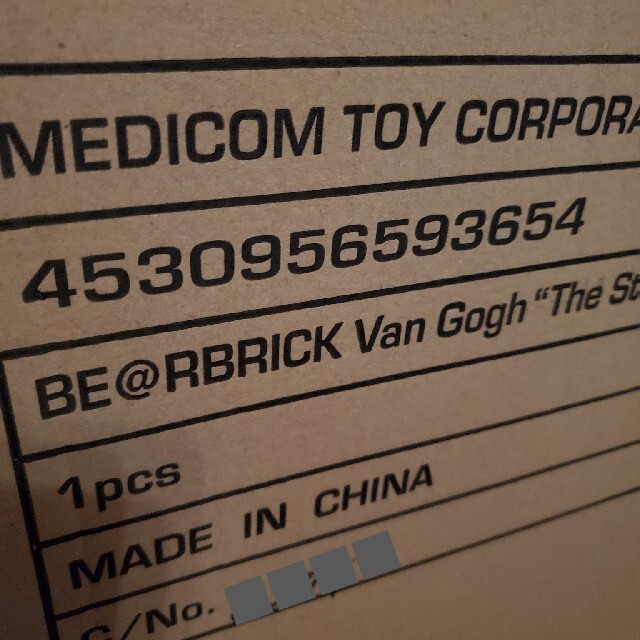 MEDICOM TOY CORPORA
4530956593654
BE@RBRICK Van Gogh “The St
1pcs
MADE IN CHINA
C/No.